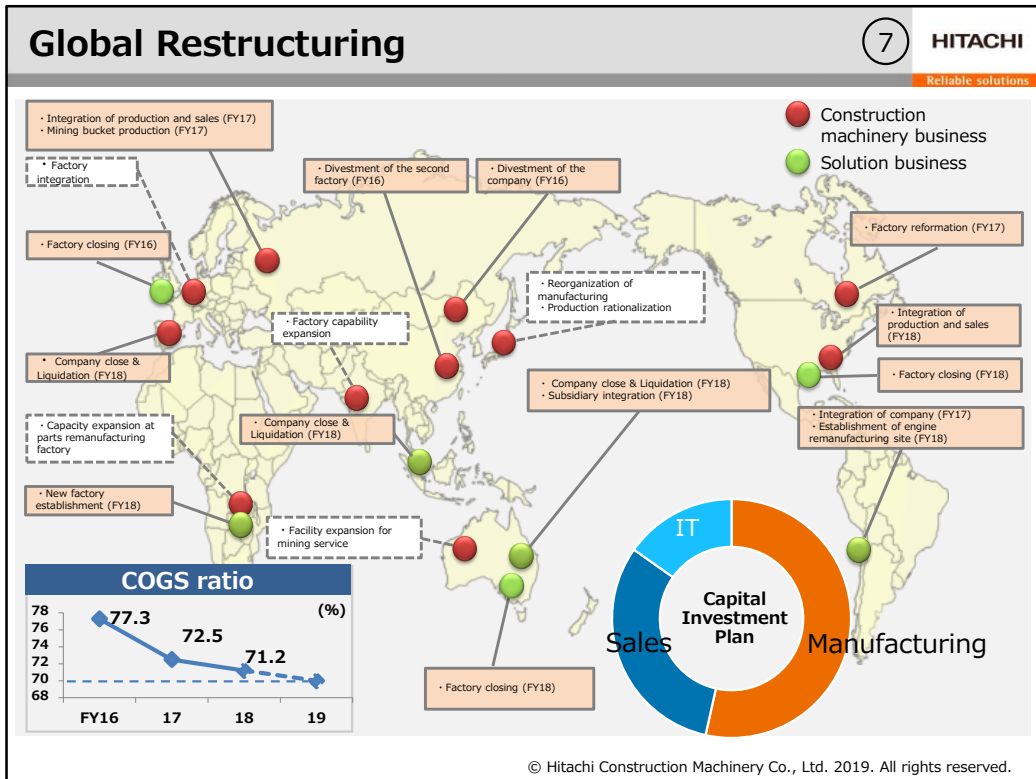 Global Restructuring
7
HITACHI
Reliable solutions
・Integration of production and sales (FY17)
・Mining bucket production (FY17)
• Factory
integration
・Factory closing (FY16)
・Divestment of the second
factory (FY16)
・Divestment of the
company (FY16)
Construction
machinery business
Solution business
・Factory reformation (FY17)
・Reorganization of
manufacturing
・Production rationalization
・Factory capability
expansion
・Integration of
production and sales
(FY18)
• Company close &
Liquidation (FY18)
・Factory closing (FY18)
・Company close & Liquidation (FY18)
・Subsidiary integration (FY18)
・Capacity expansion at
parts remanufacturing
factory
・Company close &
Liquidation (FY18)
・Integration of company (FY17)
・Establishment of engine
remanufacturing site (FY18)
・New factory
establishment (FY18)
・Facility expansion for
mining service
COGS ratio
(%)
78
76
74
72
70
68
77.3
72.5
71.2
FY16
17
18
19
・Factory closing (FY18)
IT
Sales
Capital
Investment
Plan
Manufacturing
© Hitachi Construction Machinery Co., Ltd. 2019. All rights reserved.